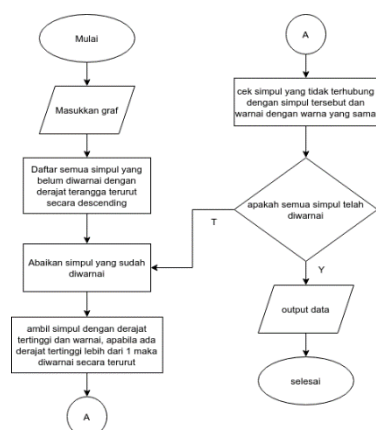 Mulai
Masukkan graf
Daftar semua simpul yang
belum diwarnai dengan
derajat terangga terurut
secara descending
Abaikan simpul yang sudah
diwarnai
ambil simpul dengan derajat
tertinggi dan warnai, apabila ada
derajat tertinggi lebih dari 1 maka
diwarnai secara terurut
A
A
cek simpul yang tidak terhubung
dengan simpul tersebut dan
warnai dengan warna yang sama
apakah semua simpul telah
diwarnai
T
Y
output data
selesai